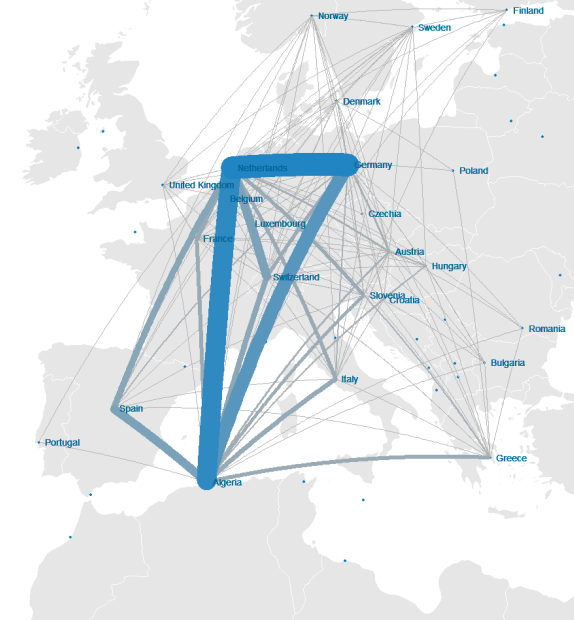 Norway
Finland
Sweden
Denmark
Netherlands
Germany
Poland
United Kingdom
Belgium
Czechia
Luxembourg
France
Austria
Hungary
Switzerland
Slovenia
Croatia
Romania
Bulgaria
Italy
Spain
Portugal
Greece
Algeria